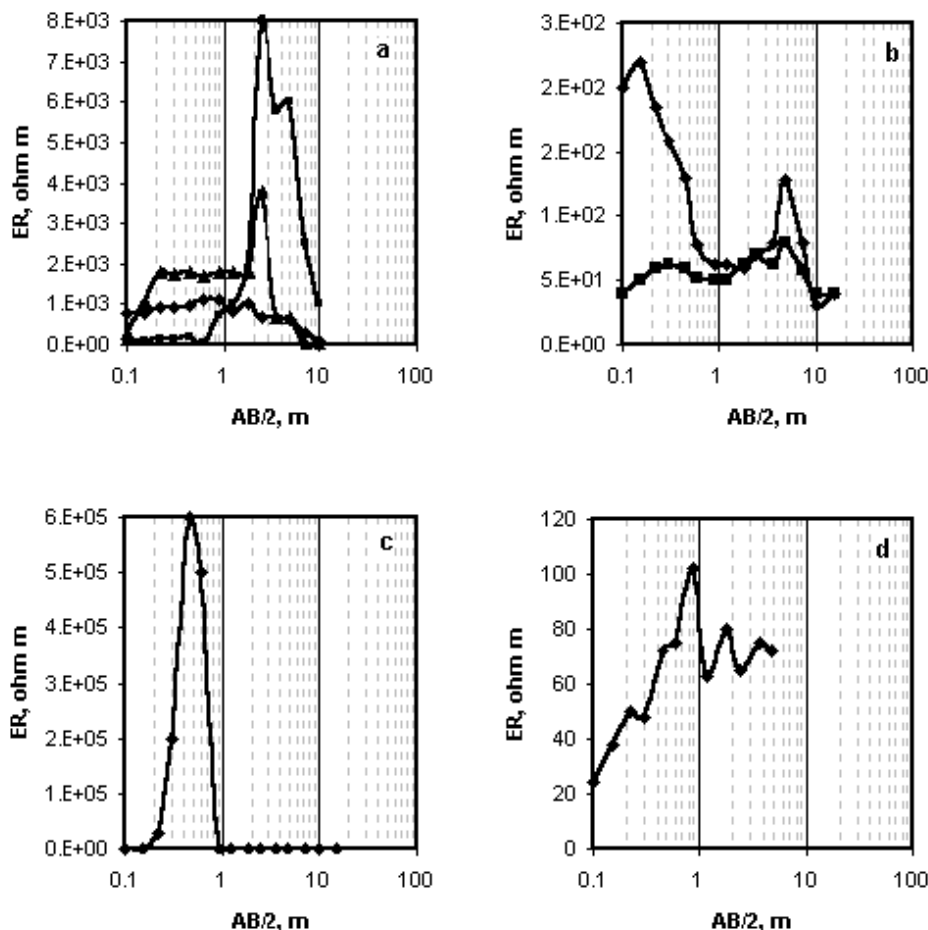 a
8.E+03
7.E+03
6.E+03
5.E+03
4.E+03
3.E+03
2.E+03
1.E+03
0.E+00
ER, ohm m
0.1 1 10 100
AB/2, m
b
3.E+02
2.E+02
2.E+02
1.E+02
5.E+01
0.E+00
ER, ohm m
0.1 1 10 100
AB/2, m
c
6.E+05
5.E+05
4.E+05
3.E+05
2.E+05
1.E+05
0.E+00
ER, ohm m
0.1 1 10 100
AB/2, m
d
120
100
80
60
40
20
0
ER, ohm m
0.1 1 10 100
AB/2, m